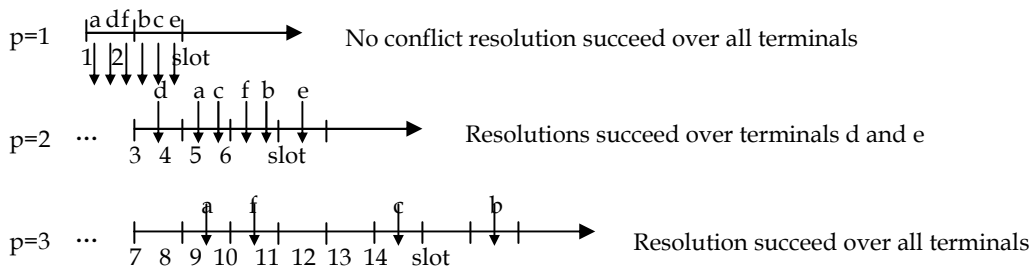 a d f b c e
p=1
No conflict resolution succeed over all terminals
1 2 slot
d a c f b e
p=2 ...
Resolutions succeed over terminals d and e
3 4 5 6 slot
a f c b
p=3 ...
Resolution succeed over all terminals
7 8 9 10 11 12 13 14 slot